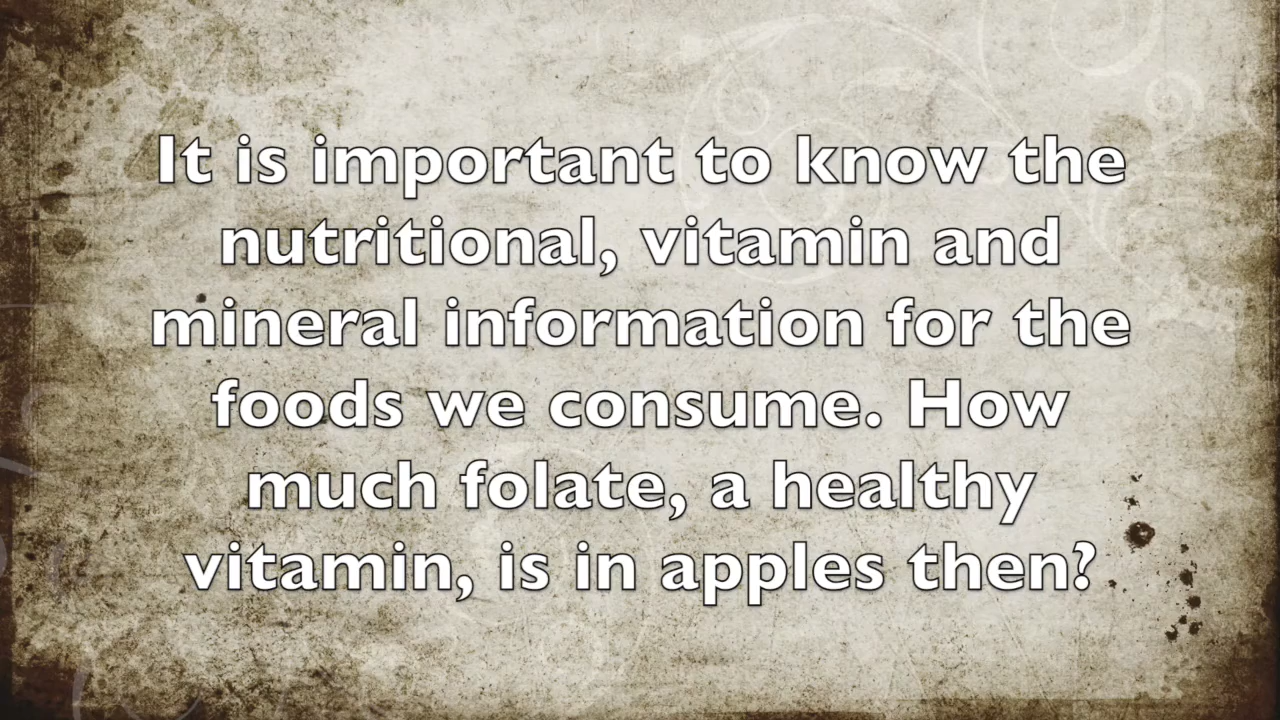 It is important to know the
nutritional, vitamin and
mineral information for the
foods we consume. How
much folate, a healthy
vitamin, is in apples then?